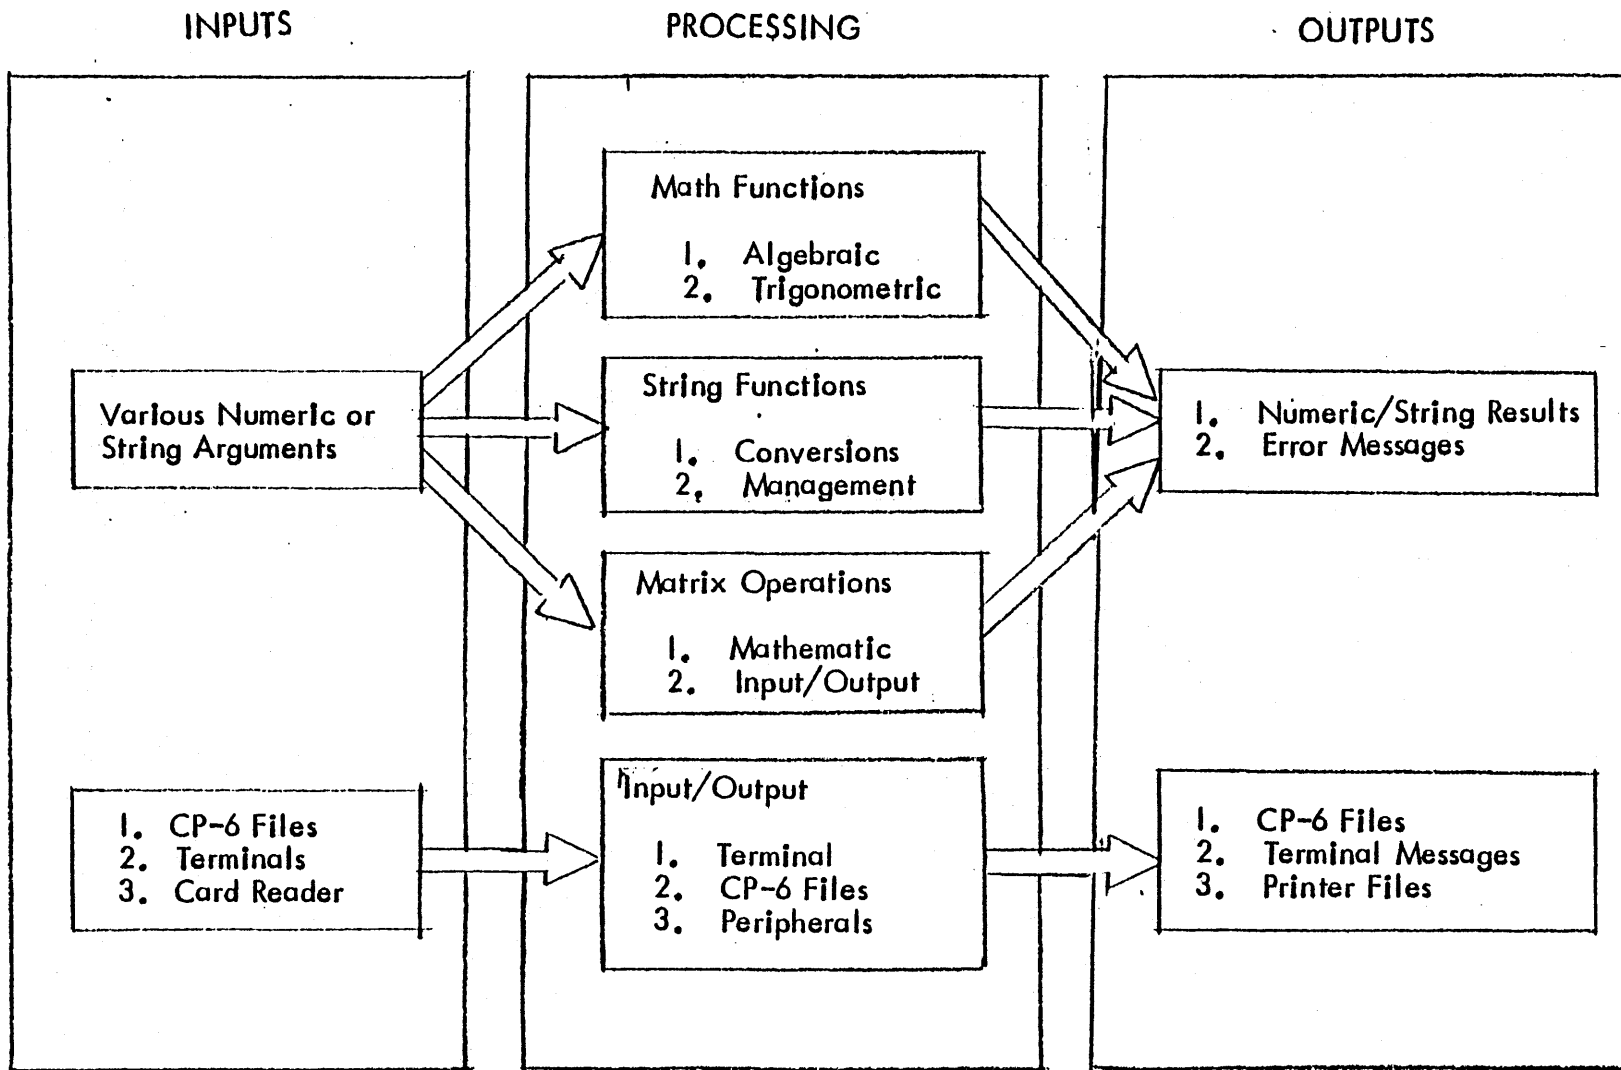 INPUTS
PROCESSING
OUTPUTS
Various Numeric or
String Arguments
1. CP-6 Files
2. Terminals
3. Card Reader
Math Functions
1. Algebraic
2. Trigonometric
String Functions
1. Conversions
2. Management
Matrix Operations
1. Mathematic
2. Input/Output
Input/Output
1. Terminal
2. CP-6 Files
3. Peripherals
1. Numeric/String Results
2. Error Messages
1. CP-6 Files
2. Terminal Messages
3. Printer Files